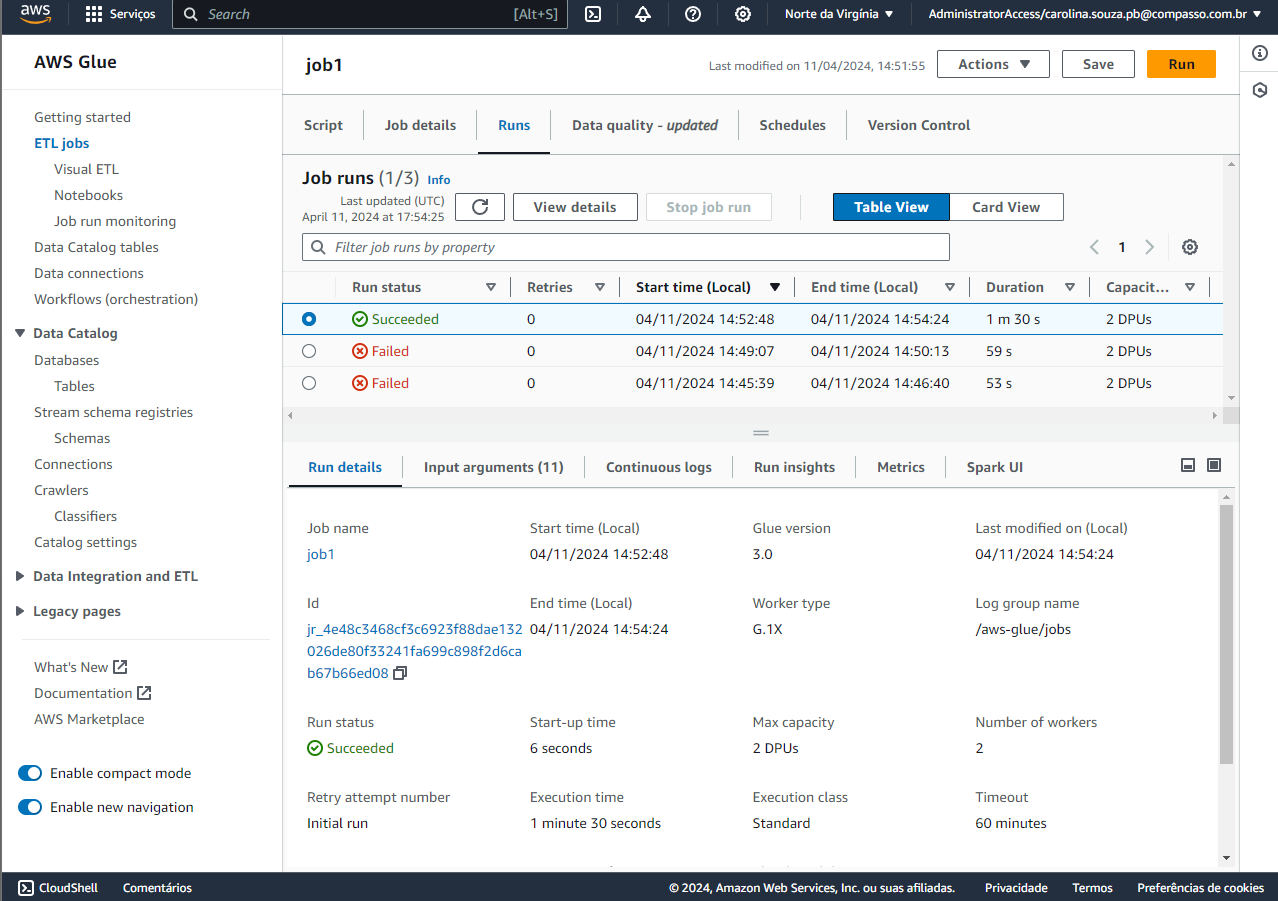 aws
Serviços
Search
[Alt+S]
Norte da Virgínia
AdministratorAccess/carolina.souza.pb@compasso.com.br
AWS Glue
Getting started
ETL jobs
Visual ETL
Notebooks
Job run monitoring
Data Catalog tables
Data connections
Workflows (orchestration)
Data Catalog
Databases
Tables
Stream schema registries
Schemas
Connections
Crawlers
Classifiers
Catalog settings
Data Integration and ETL
Legacy pages
What's New
Documentation
AWS Marketplace
Enable compact mode
Enable new navigation
job1
Last modified on 11/04/2024, 14:51:55
Actions
Save
Run
Script
Job details
Runs
Data quality - updated
Schedules
Version Control
Job runs (1/3) Info
Last updated (UTC)
April 11, 2024 at 17:54:25
View details
Stop job run
Table View
Card View
Filter job runs by property
1
Run status Retries Start time (Local) End time (Local) Duration Capacit...
Succeeded 0 04/11/2024 14:52:48 04/11/2024 14:54:24 1 m 30 s 2 DPUs
Failed 0 04/11/2024 14:49:07 04/11/2024 14:50:13 59 s 2 DPUs
Failed 0 04/11/2024 14:45:39 04/11/2024 14:46:40 53 s 2 DPUs
Run details
Input arguments (11)
Continuous logs
Run insights
Metrics
Spark UI
Job name
job1
Start time (Local)
04/11/2024 14:52:48
Glue version
3.0
Last modified on (Local)
04/11/2024 14:54:24
Id
jr_4e48c3468cf3c6923f88dae132
026de80f33241fa699c898f2d6ca
b67b66ed08
End time (Local)
04/11/2024 14:54:24
Worker type
G.1X
Log group name
/aws-glue/jobs
Run status
Succeeded
Start-up time
6 seconds
Max capacity
2 DPUs
Number of workers
2
Retry attempt number
Initial run
Execution time
1 minute 30 seconds
Execution class
Standard
Timeout
60 minutes
CloudShell
Comentários
© 2024, Amazon Web Services, Inc. ou suas afiliadas.
Privacidade
Termos
Preferências de cookies